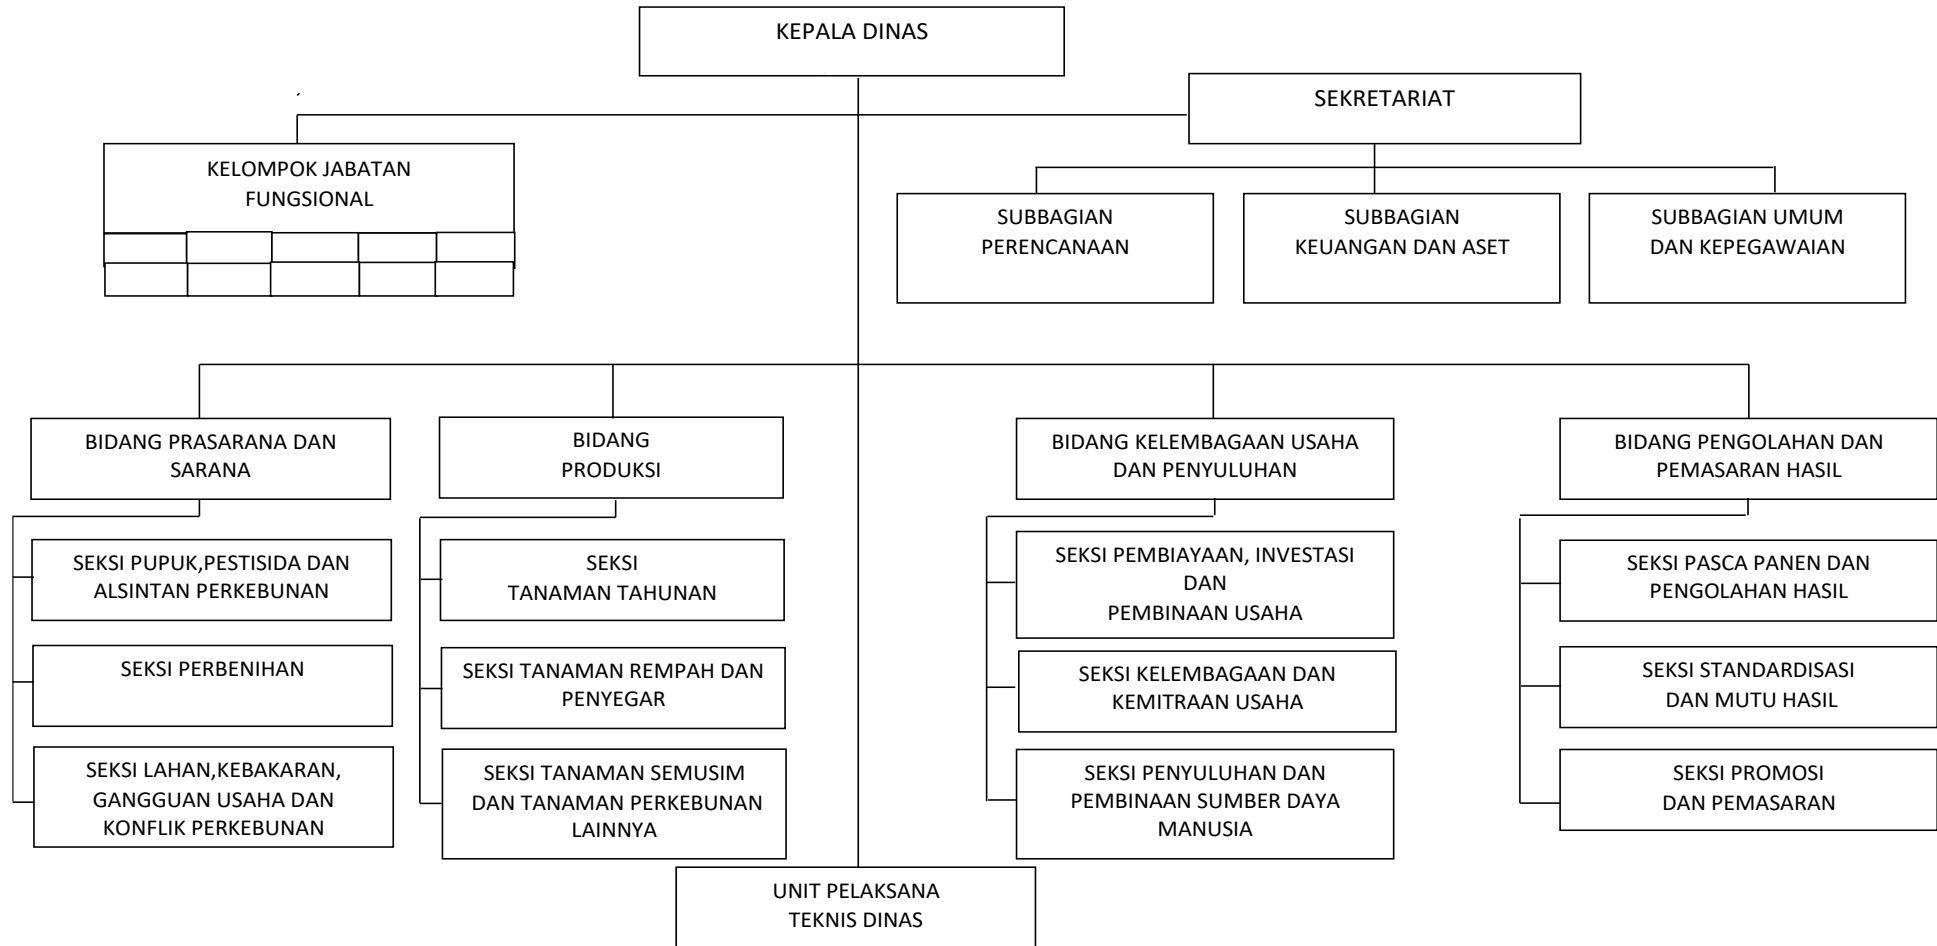 KEPALA DINAS
SEKRETARIAT
KELOMPOK JABATAN
FUNGSIONAL
SUBBAGIAN
PERENCANAAN
SUBBAGIAN
KEUANGAN DAN ASET
SUBBAGIAN UMUM
DAN KEPEGAWAIAN
BIDANG PRASARANA DAN
SARANA
BIDANG
PRODUKSI
BIDANG KELEMBAGAAN USAHA
DAN PENYULUHAN
BIDANG PENGOLAHAN DAN
PEMASARAN HASIL
SEKSI PUPUK,PESTISIDA DAN
ALSINTAN PERKEBUNAN
SEKSI
TANAMAN TAHUNAN
SEKSI PEMBIAYAAN, INVESTASI
DAN
PEMBINAAN USAHA
SEKSI PASCA PANEN DAN
PENGOLAHAN HASIL
SEKSI PERBENIHAN
SEKSI TANAMAN REMPAH DAN
PENYEGAR
SEKSI KELEMBAGAAN DAN
KEMITRAAN USAHA
SEKSI STANDARDISASI
DAN MUTU HASIL
SEKSI LAHAN,KEBAKARAN,
GANGGUAN USAHA DAN
KONFLIK PERKEBUNAN
SEKSI TANAMAN SEMUSIM
DAN TANAMAN PERKEBUNAN
LAINNYA
SEKSI PENYULUHAN DAN
PEMBINAAN SUMBER DAYA
MANUSIA
SEKSI PROMOSI
DAN PEMASARAN
UNIT PELAKSANA
TEKNIS DINAS